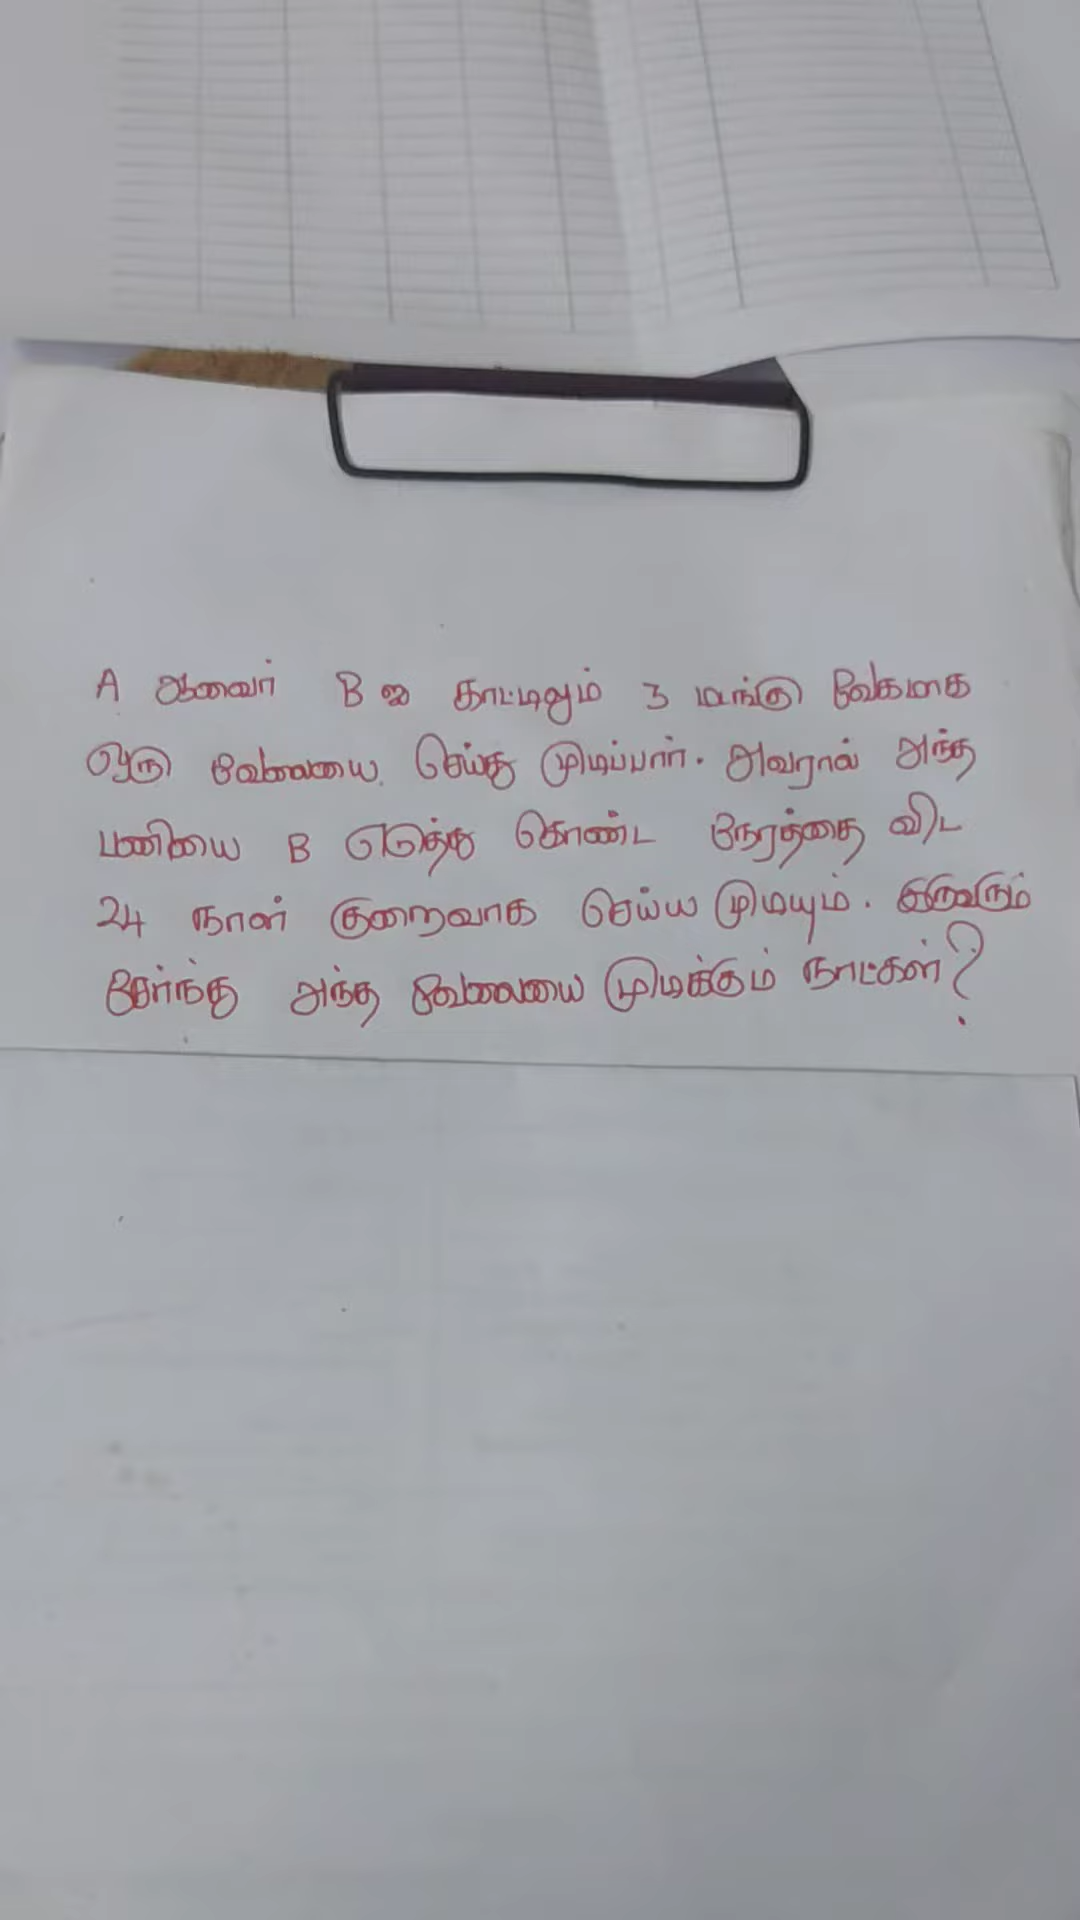 A ஆனவர் B ஐ காட்டிலும் 3 மடங்கு வேகமாக
ஒரு வேலையை செய்து முடிப்பார். அவரால் அந்த
பணியை B எடுத்து கொண்ட நேரத்தை விட
24 நாள் குறைவாக செய்ய முடியும். இருவரும்
சேர்ந்து அந்த வேலையை முடிக்கும் நாட்கள்?